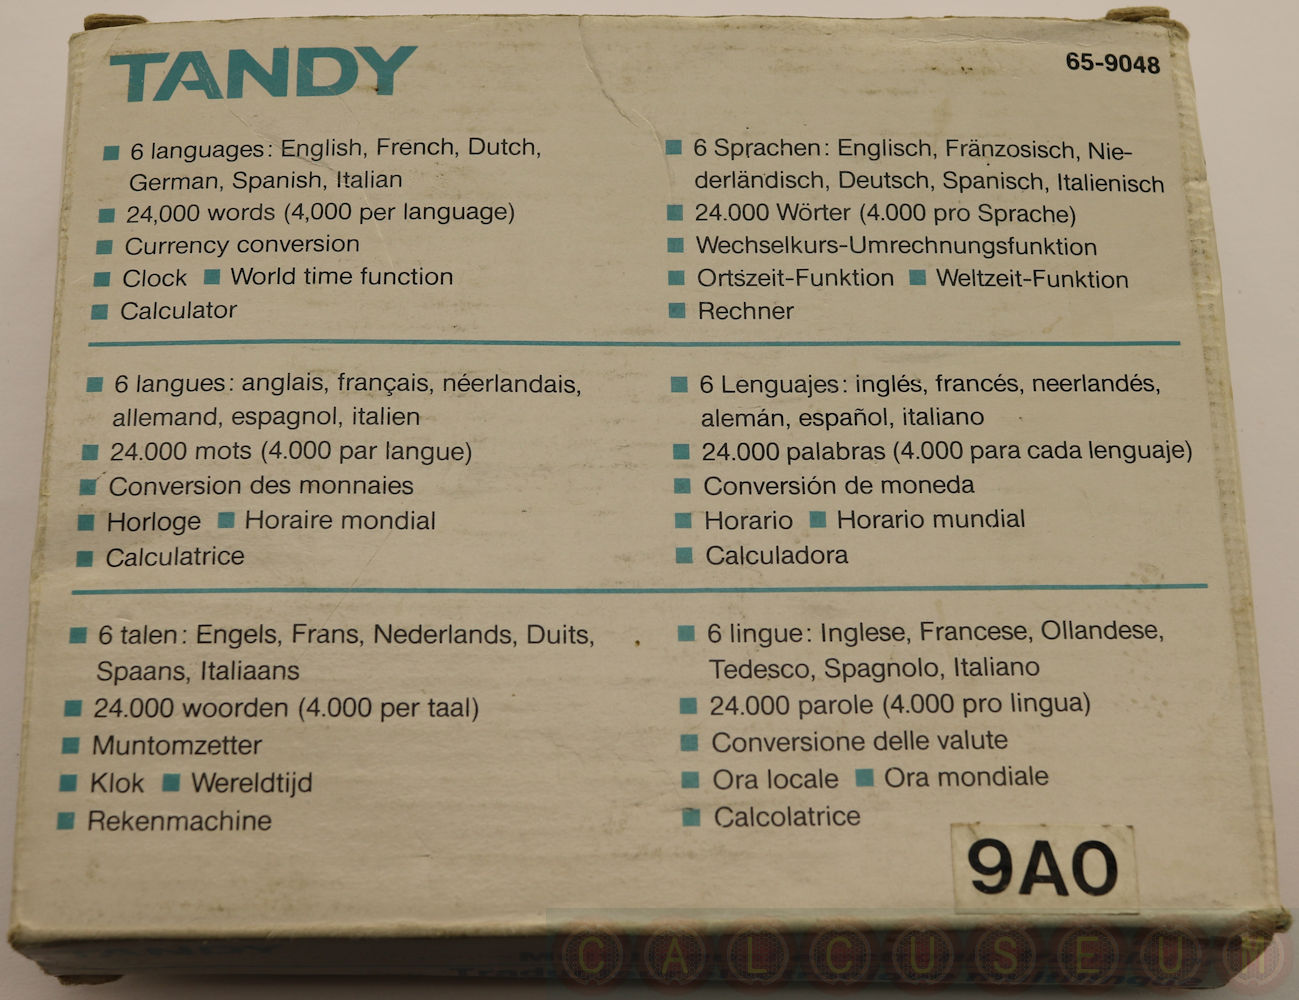 TANDY
65-9048
■ 6 languages: English, French, Dutch,
German, Spanish, Italian
■ 24,000 words (4,000 per language)
■ Currency conversion
■ Clock ■ World time function
■ Calculator
■ 6 Sprachen: Englisch, Fränzosisch, Nie-
derländisch, Deutsch, Spanisch, Italienisch
■ 24.000 Wörter (4.000 pro Sprache)
■ Wechselkurs-Umrechnungsfunktion
■ Ortszeit-Funktion ■ Weltzeit-Funktion
■ Rechner
■ 6 langues: anglais, français, néerlandais,
allemand, espagnol, italien
■ 24.000 mots (4.000 par langue)
■ Conversion des monnaies
■ Horloge ■ Horaire mondial
■ Calculatrice
■ 6 Lenguajes: inglés, francés, neerlandés,
alemán, español, italiano
■ 24.000 palabras (4.000 para cada lenguaje)
■ Conversión de moneda
■ Horario ■ Horario mundial
■ Calculadora
■ 6 talen: Engels, Frans, Nederlands, Duits,
Spaans, Italiaans
■ 24.000 woorden (4.000 per taal)
■ Muntomzetter
■ Klok ■ Wereldtijd
■ Rekenmachine
■ 6 lingue: Inglese, Francese, Ollandese,
Tedesco, Spagnolo, Italiano
■ 24.000 parole (4.000 pro lingua)
■ Conversione delle valute
■ Ora locale ■ Ora mondiale
■ Calcolatrice
9A0
CALCUSEUM